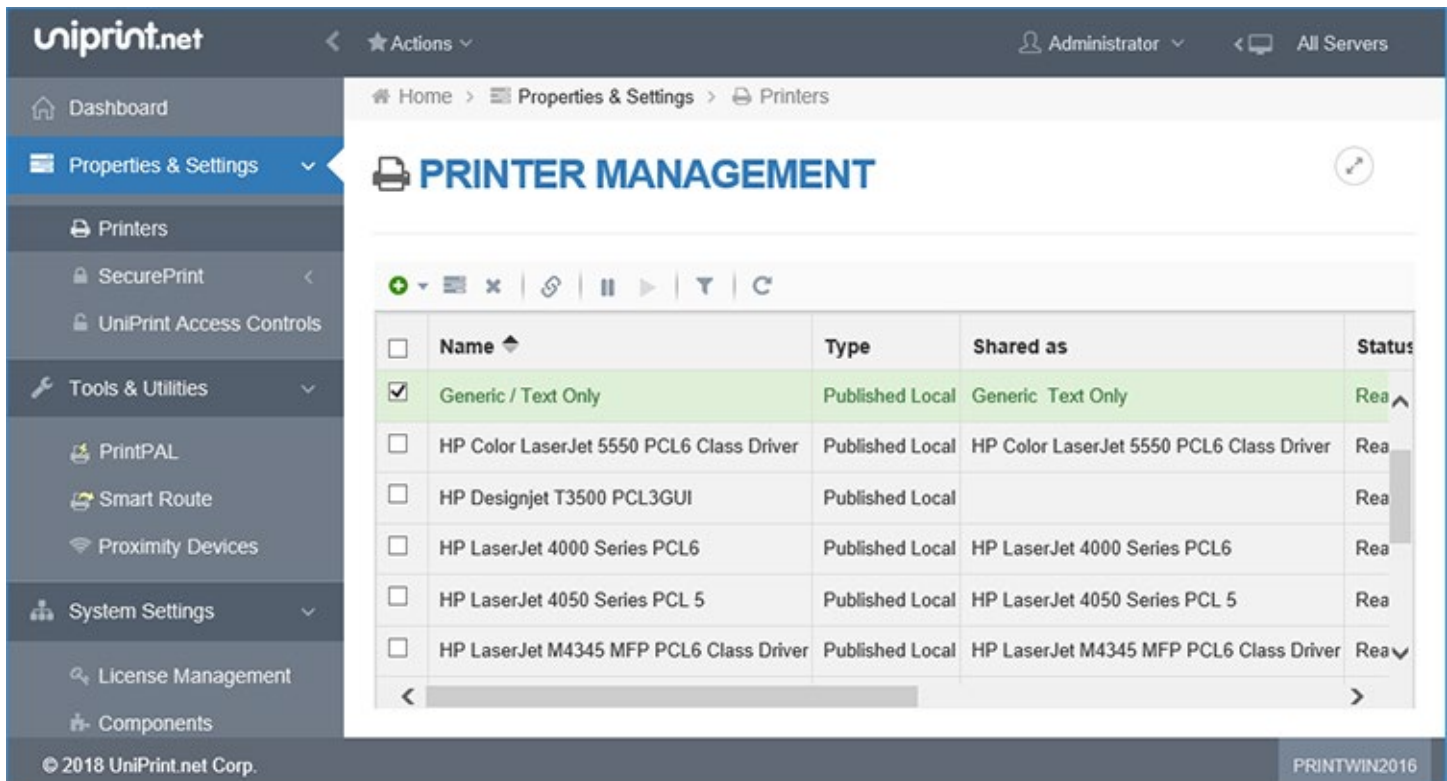 uniprint.net
Actions
Administrator
All Servers
Dashboard
Properties & Settings
Printers
SecurePrint
UniPrint Access Controls
Tools & Utilities
PrintPAL
Smart Route
Proximity Devices
System Settings
License Management
Components
Home > Properties & Settings > Printers
PRINTER MANAGEMENT
Name Type Shared as Status
Generic / Text Only Published Local Generic Text Only Rea
HP Color LaserJet 5550 PCL6 Class Driver Published Local HP Color LaserJet 5550 PCL6 Class Driver Rea
HP Designjet T3500 PCL3GUI Published Local Rea
HP LaserJet 4000 Series PCL6 Published Local HP LaserJet 4000 Series PCL6 Rea
HP LaserJet 4050 Series PCL 5 Published Local HP LaserJet 4050 Series PCL 5 Rea
HP LaserJet M4345 MFP PCL6 Class Driver Published Local HP LaserJet M4345 MFP PCL6 Class Driver Rea
© 2018 UniPrint.net Corp.
PRINTWIN2016